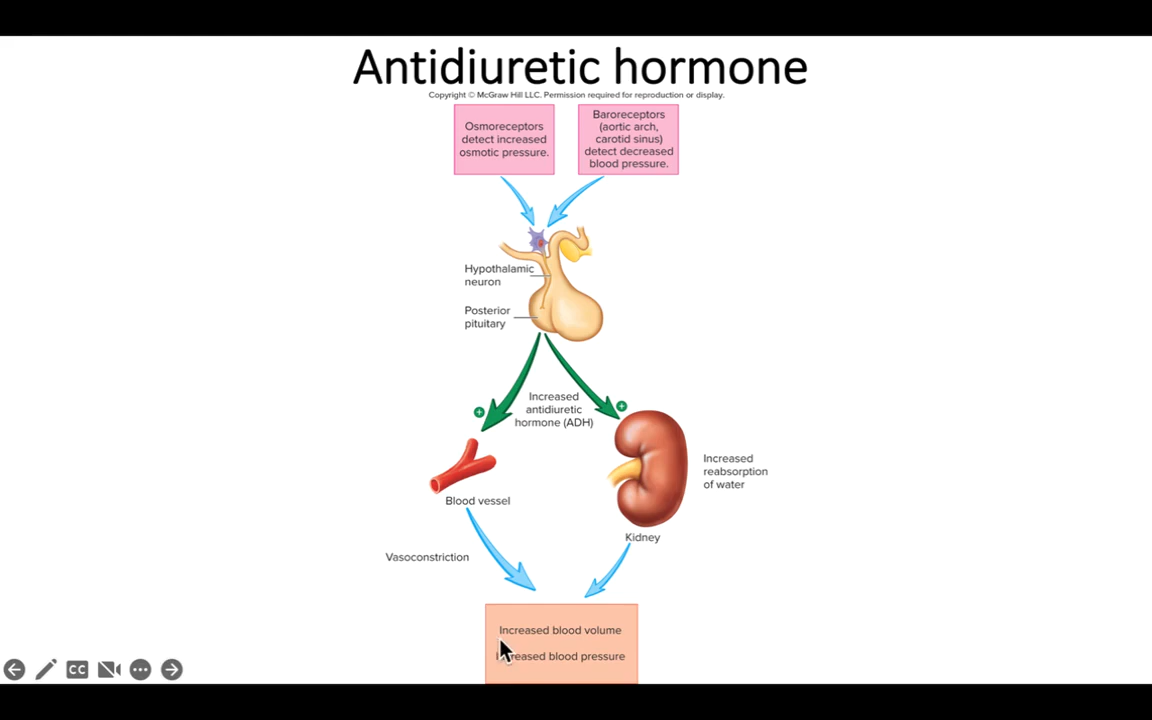 Antidiuretic hormone
Copyright © McGraw Hill LLC. Permission required for reproduction or display.
Osmoreceptors
detect increased
osmotic pressure.
Baroreceptors
(aortic arch,
carotid sinus)
detect decreased
blood pressure.
Hypothalamic
neuron
Posterior
pituitary
Increased
antidiuretic
hormone (ADH)
+
+
Increased
reabsorption
of water
Blood vessel
Kidney
Vasoconstriction
Increased blood volume
blood pressure
CC